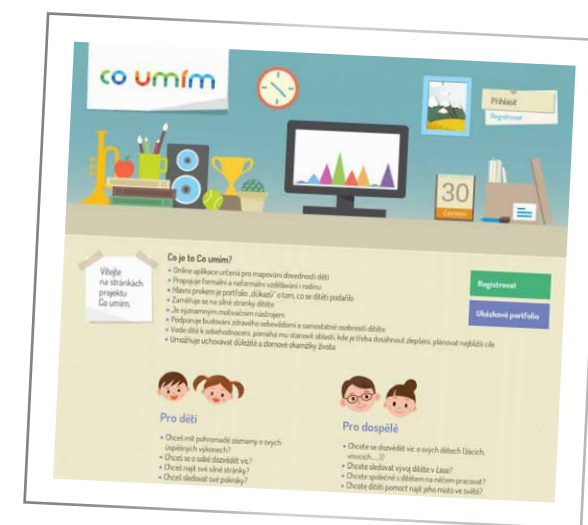 co umím
Přihlásit
Registrovat
30
červen
Vítejte
na stránkách
projektu
Co umím.
Co je to Co umím?
• Online aplikace určená pro mapování dovedností dětí
• Propojuje formální a neformální vzdělávání i rodinu
• Hlavní prvkem je portfolio „důkazů“ o tom, co se dítěti podařilo
• Zaměřuje se na silné stránky dítěte
• Je významným motivačním nástrojem
• Podporuje budování zdravého sebevědomí a samostatné osobnosti dítěte
• Vede dítě k sebehodnocení, pomáhá mu stanovit oblasti, kde je třeba dosáhnout zlepšení, plánovat nejbližší cíle
• Umožňuje uchovávat důležité a zlomové okamžiky života
Registrovat
Ukázkové portfolio
Pro děti
• Chceš mít pohromadě záznamy o svých
úspěšných výkonech?
• Chceš se o sobě dozvědět víc?
• Chceš najít své silné stránky?
• Chceš sledovat své pokroky?
Pro dospělé
• Chcete se dozvědět víc o svých dětech (žácích,
vnucích.....)?
• Chcete sledovat vývoj dítěte v čase?
• Chcete společně s dítětem na něčem pracovat?
• Chcete dítěti pomoct najít jeho místo ve světě?